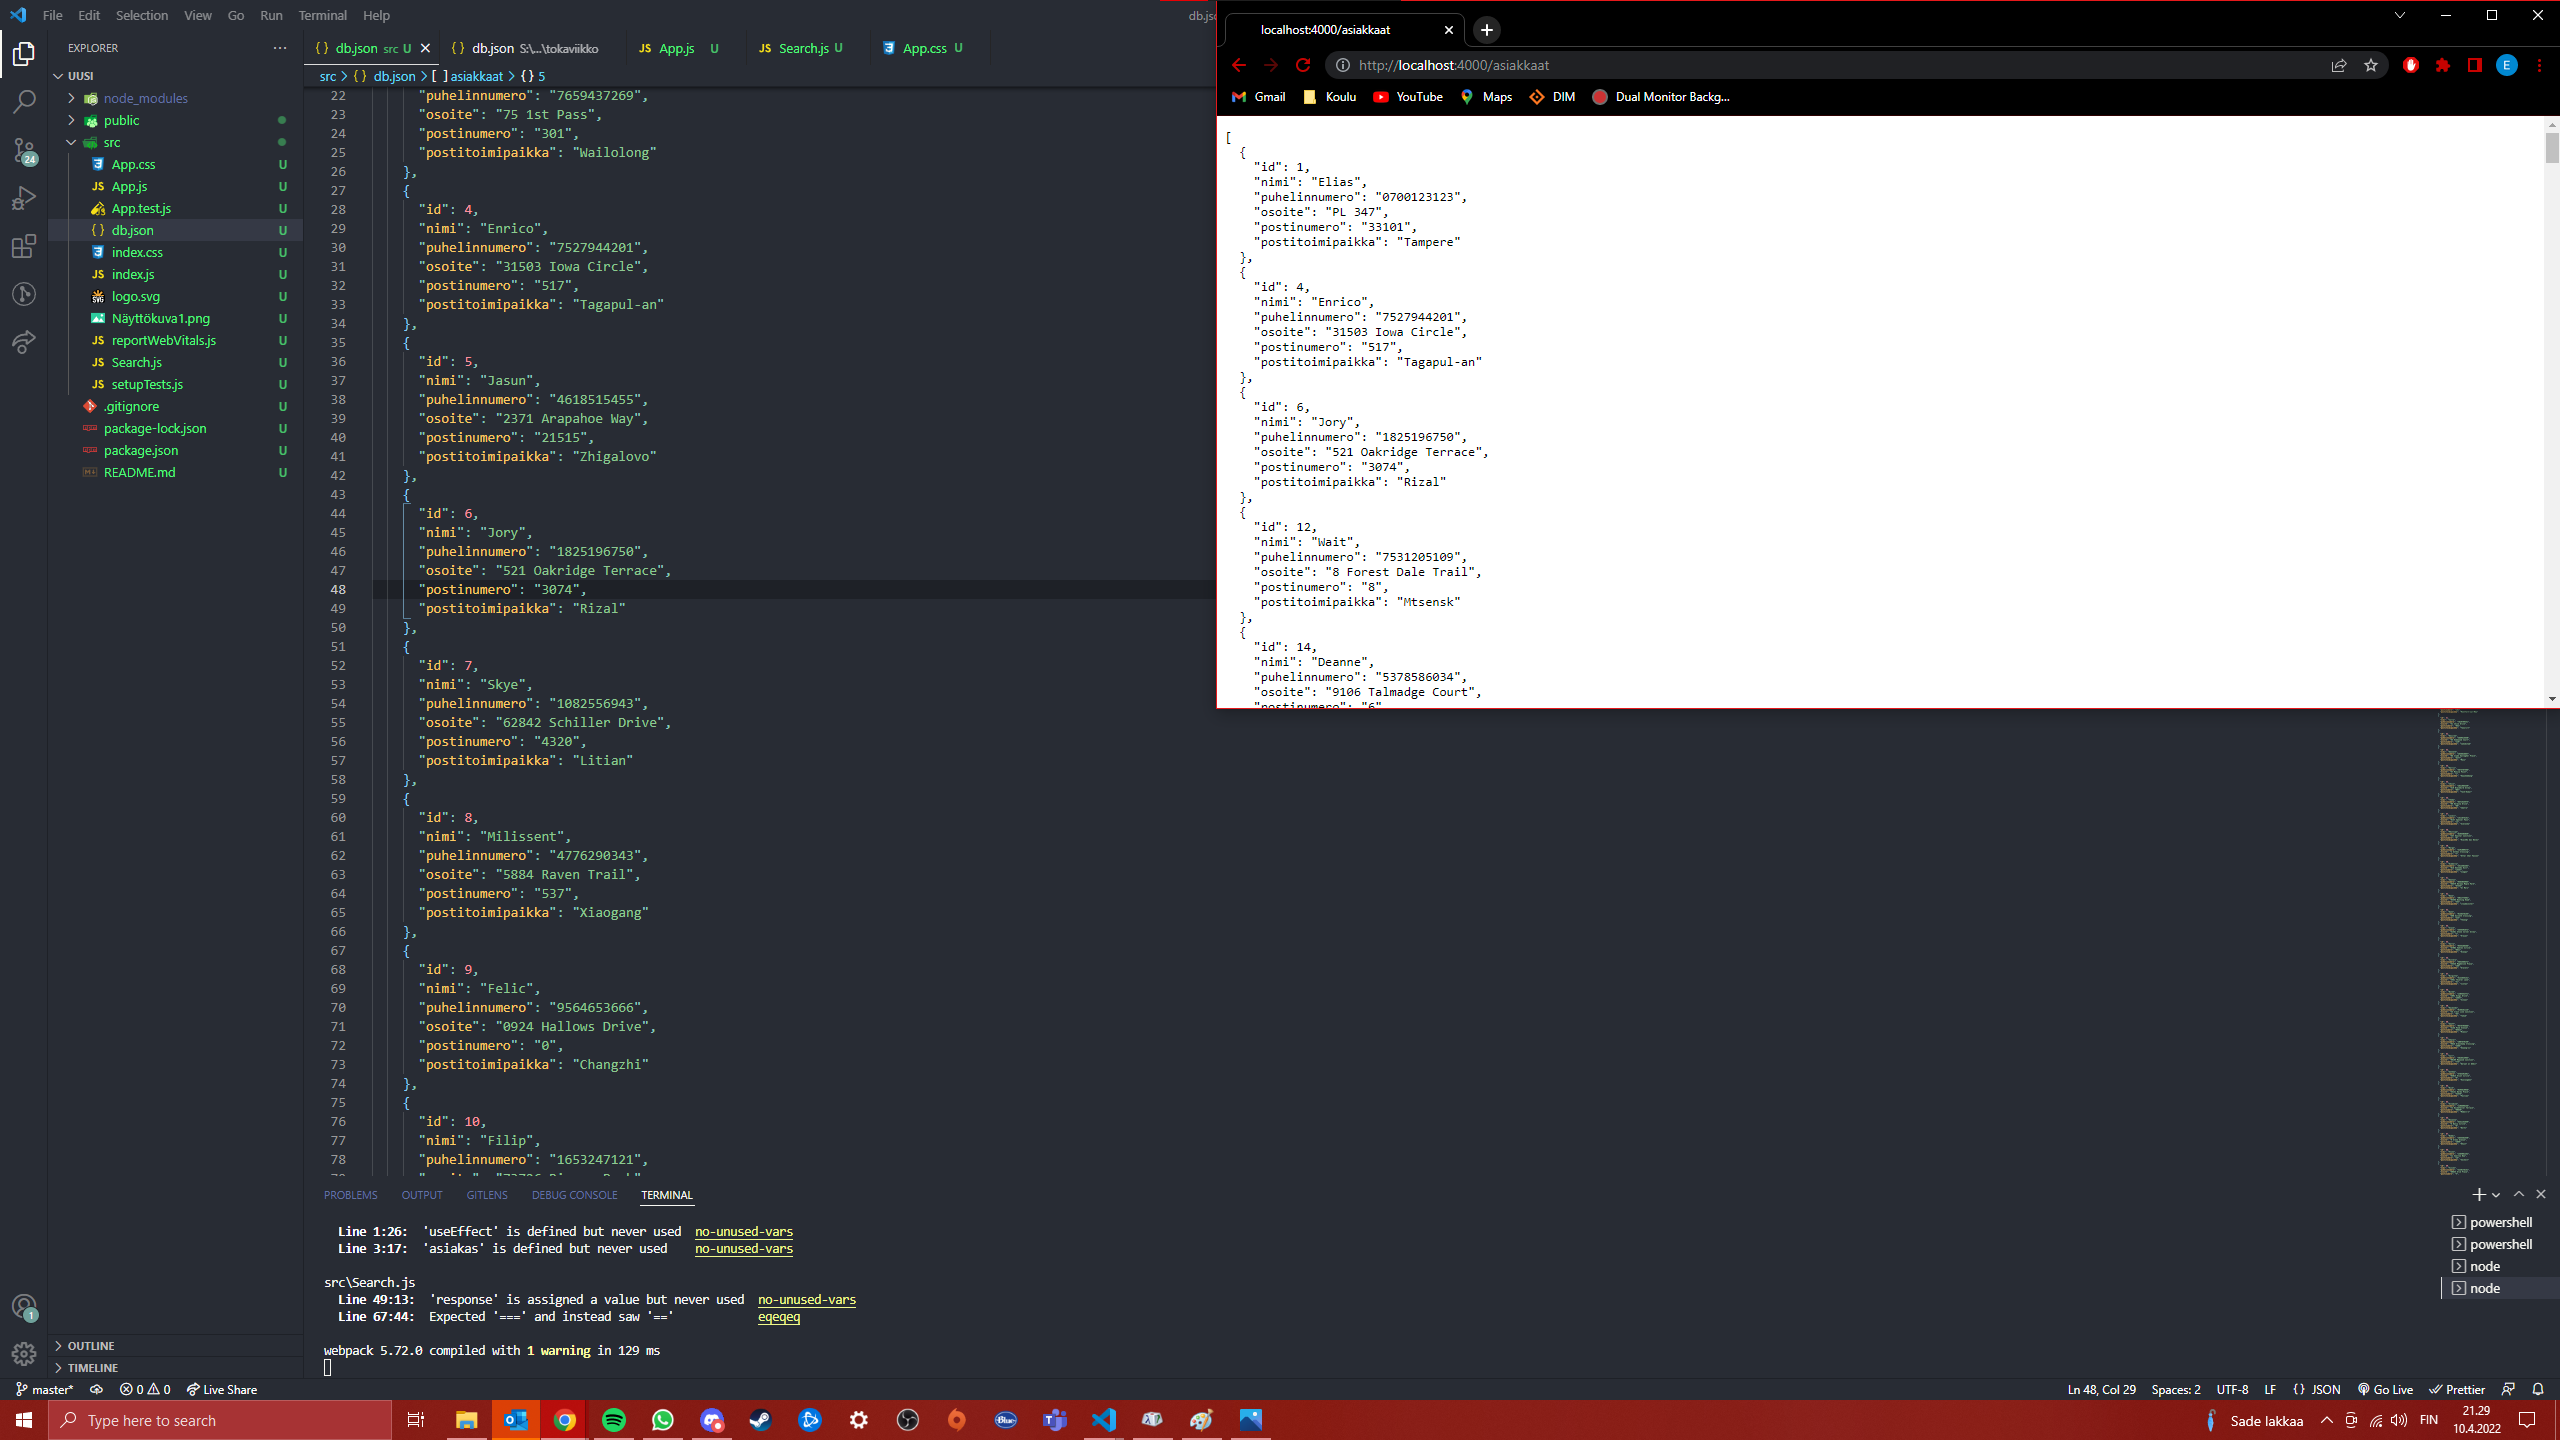 File Edit Selection View Go Run Terminal Help
EXPLORER
UUSI
node_modules
public
src
App.css U
App.js U
App.test.js U
db.json U
index.css U
index.js U
logo.svg U
Näyttökuva1.png U
reportWebVitals.js U
Search.js U
setupTests.js U
.gitignore U
package-lock.json U
package.json U
README.md U
OUTLINE
TIMELINE
24
1
db.json src U
db.json S:\...\tokaviikko
JS App.js U
JS Search.js U
App.css U
src > {} db.json > [ ] asiakkaat > {} 5
22 "puhelinnumero": "7659437269",
23 "osoite": "75 1st Pass",
24 "postinumero": "301",
25 "postitoimipaikka": "Wailolong"
26 },
27 {
28 "id": 4,
29 "nimi": "Enrico",
30 "puhelinnumero": "7527944201",
31 "osoite": "31503 Iowa Circle",
32 "postinumero": "517",
33 "postitoimipaikka": "Tagapul-an"
34 },
35 {
36 "id": 5,
37 "nimi": "Jasun",
38 "puhelinnumero": "4618515455",
39 "osoite": "2371 Arapahoe Way",
40 "postinumero": "21515",
41 "postitoimipaikka": "Zhigalovo"
42 },
43 {
44 "id": 6,
45 "nimi": "Jory",
46 "puhelinnumero": "1825196750",
47 "osoite": "521 Oakridge Terrace",
48 "postinumero": "3074",
49 "postitoimipaikka": "Rizal"
50 },
51 {
52 "id": 7,
53 "nimi": "Skye",
54 "puhelinnumero": "1082556943",
55 "osoite": "62842 Schiller Drive",
56 "postinumero": "4320",
57 "postitoimipaikka": "Litian"
58 },
59 {
60 "id": 8,
61 "nimi": "Milissent",
62 "puhelinnumero": "4776290343",
63 "osoite": "5884 Raven Trail",
64 "postinumero": "537",
65 "postitoimipaikka": "Xiaogang"
66 },
67 {
68 "id": 9,
69 "nimi": "Felic",
70 "puhelinnumero": "9564653666",
71 "osoite": "0924 Hallows Drive",
72 "postinumero": "0",
73 "postitoimipaikka": "Changzhi"
74 },
75 {
76 "id": 10,
77 "nimi": "Filip",
78 "puhelinnumero": "1653247121",
localhost:4000/asiakkaat
http://localhost:4000/asiakkaat
E
Gmail Koulu YouTube Maps DIM Dual Monitor Backg...
[
{
"id": 1,
"nimi": "Elias",
"puhelinnumero": "0700123123",
"osoite": "PL 347",
"postinumero": "33101",
"postitoimipaikka": "Tampere"
},
{
"id": 4,
"nimi": "Enrico",
"puhelinnumero": "7527944201",
"osoite": "31503 Iowa Circle",
"postinumero": "517",
"postitoimipaikka": "Tagapul-an"
},
{
"id": 6,
"nimi": "Jory",
"puhelinnumero": "1825196750",
"osoite": "521 Oakridge Terrace",
"postinumero": "3074",
"postitoimipaikka": "Rizal"
},
{
"id": 12,
"nimi": "Wait",
"puhelinnumero": "7531205109",
"osoite": "8 Forest Dale Trail",
"postinumero": "8",
"postitoimipaikka": "Mtsensk"
},
{
"id": 14,
"nimi": "Deanne",
"puhelinnumero": "5378586034",
"osoite": "9106 Talmadge Court",
"postinumero": "6",
PROBLEMS OUTPUT GITLENS DEBUG CONSOLE TERMINAL
Line 1:26: 'useEffect' is defined but never used no-unused-vars
Line 3:17: 'asiakas' is defined but never used no-unused-vars
src\Search.js
Line 49:13: 'response' is assigned a value but never used no-unused-vars
Line 67:44: Expected '===' and instead saw '==' eqeqeq
webpack 5.72.0 compiled with 1 warning in 129 ms
powershell
powershell
node
node
master* 0 0 Live Share
Ln 48, Col 29 Spaces: 2 UTF-8 LF {} JSON Go Live Prettier
Type here to search
Blue
Sade lakkaa FIN
21.29
10.4.2022